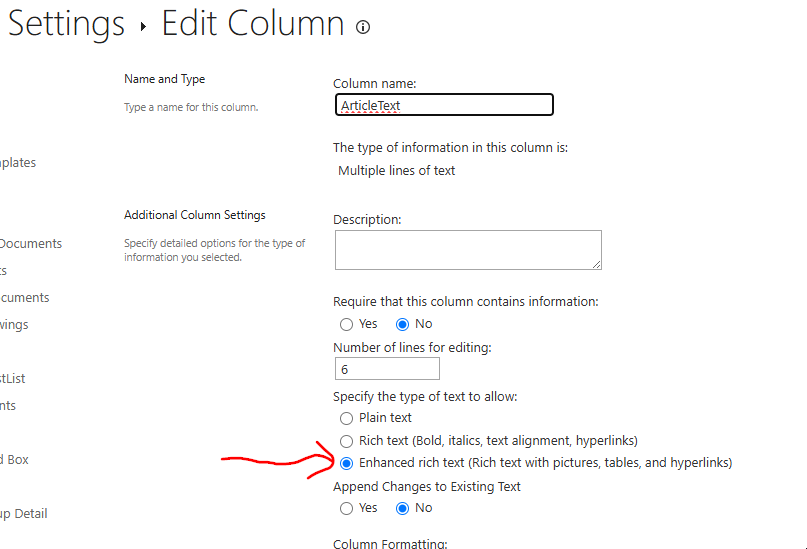 Settings ▸ Edit Column
Name and Type
Type a name for this column.
Column name:
ArticleText
The type of information in this column is:
Multiple lines of text
plates
Additional Column Settings
Specify detailed options for the type of
information you selected.
Description:
Documents
ts
cuments
Require that this column contains information:
wings
Yes No
Number of lines for editing:
6
tList
Specify the type of text to allow:
nts
Plain text
Rich text (Bold, italics, text alignment, hyperlinks)
d Box
Enhanced rich text (Rich text with pictures, tables, and hyperlinks)
Append Changes to Existing Text
Yes No
up Detail
Column Formatting: